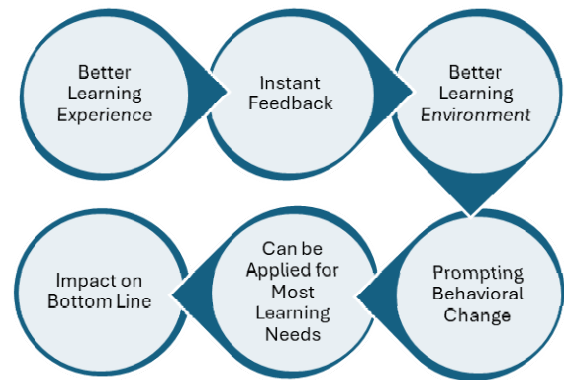 Better
Learning
Experience
Instant
Feedback
Better
Learning
Environment
Prompting
Behavioral
Change
Can be
Applied for
Most
Learning
Needs
Impact on
Bottom Line